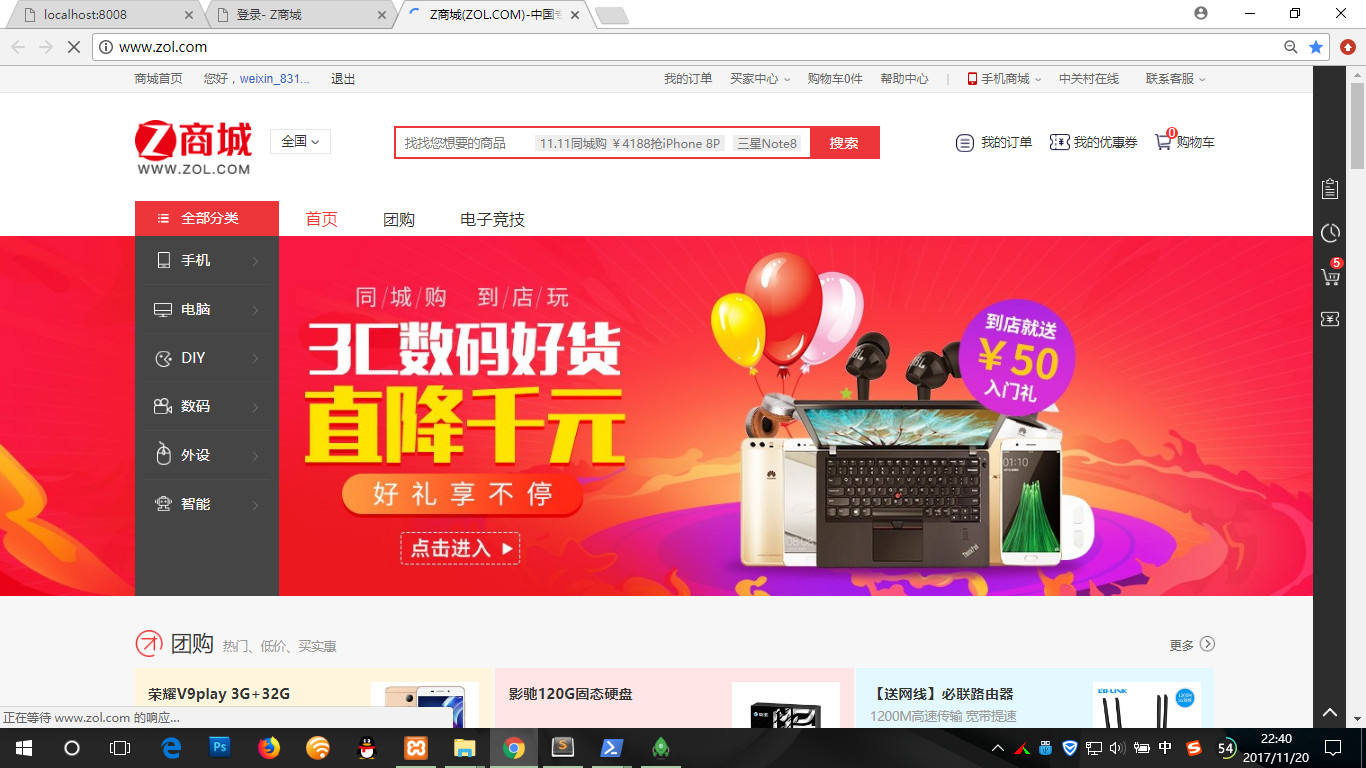 localhost:8008
登录- Z商城
Z商城(ZOL.COM)-中国专
www.zol.com
商城首页 您好，weixin_831... 退出 我的订单 买家中心 购物车0件 帮助中心 | 手机商城 中关村在线 联系客服
Z商城
WWW.ZOL.COM
全国
找找您想要的商品 11.11同城购 ￥4188抢iPhone 8P 三星Note8 搜索
我的订单 我的优惠券 0 购物车
全部分类 首页 团购 电子竞技
手机
电脑
DIY
数码
外设
智能
同/城/购 到/店/玩
3C数码好货
直降千元
好礼享不停
点击进入
到店就送
￥50
入门礼
JBL
HUAWEI
01:10
08:08
ThinkPad
5
团 团购 热门、低价、买实惠 更多
荣耀V9play 3G+32G
影驰120G固态硬盘
【送网线】必联路由器
1200M高速传输 宽带提速
LB-LINK
正在等待 www.zol.com 的响应...
Ps
S
中
S
54
22:40
2017/11/20